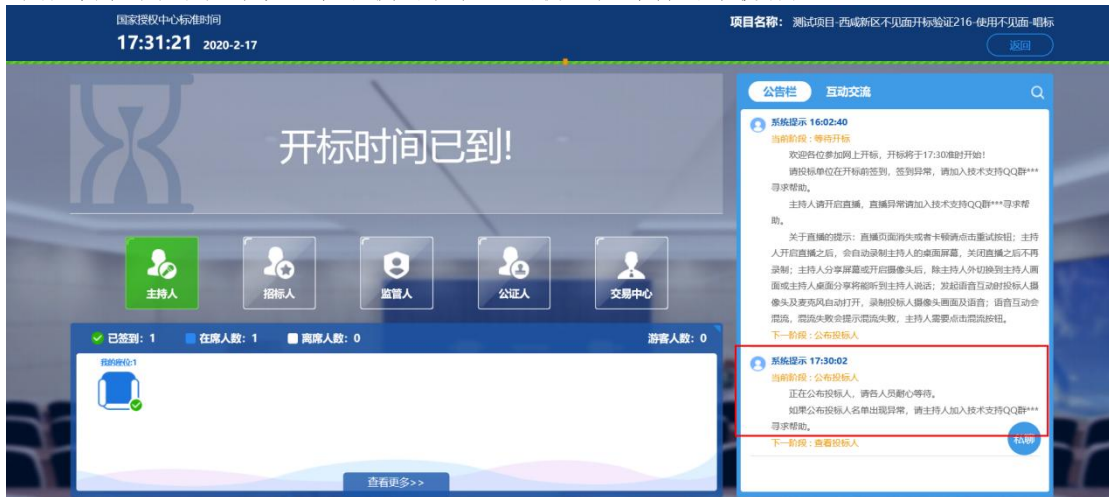 国家授权中心标准时间
17:31:21 2020-2-17
项目名称： 测试项目-西咸新区不见面开标验证216-使用不见面-唱标
返回
开标时间已到!
主持人
招标人
监管人
公证人
交易中心
已签到：1 在席人数：1 离席人数：0 游客人数：0
我的座位:1
查看更多>>
公告栏 互动交流
系统提示 16:02:40
当前阶段：等待开标
欢迎各位参加网上开标，开标将于17:30准时开始!
请投标单位在开标前签到，签到异常，请加入技术支持QQ群***
寻求帮助。
主持人请开启直播，直播异常请加入技术支持QQ群***寻求帮
助。
关于直播的提示：直播页面消失或者卡顿请点击重试按钮；主持
人开启直播之后，会自动录制主持人的桌面屏幕，关闭直播之后不再
录制；主持人分享屏幕或开启摄像头后，除主持人外切换到主持人画
面或主持人桌面分享将能听到主持人说话；发起语音互动时投标人摄
像头及麦克风自动打开，录制投标人摄像头画面及语音；语音互动会
混流，混流失败会提示混流失败，主持人需要点击混流按钮。
下一阶段：公布投标人
系统提示 17:30:02
当前阶段：公布投标人
正在公布投标人，请各人员耐心等待。
如果公布投标人名单出现异常，请主持人加入技术支持QQ群***
寻求帮助。
下一阶段：查看投标人
私聊